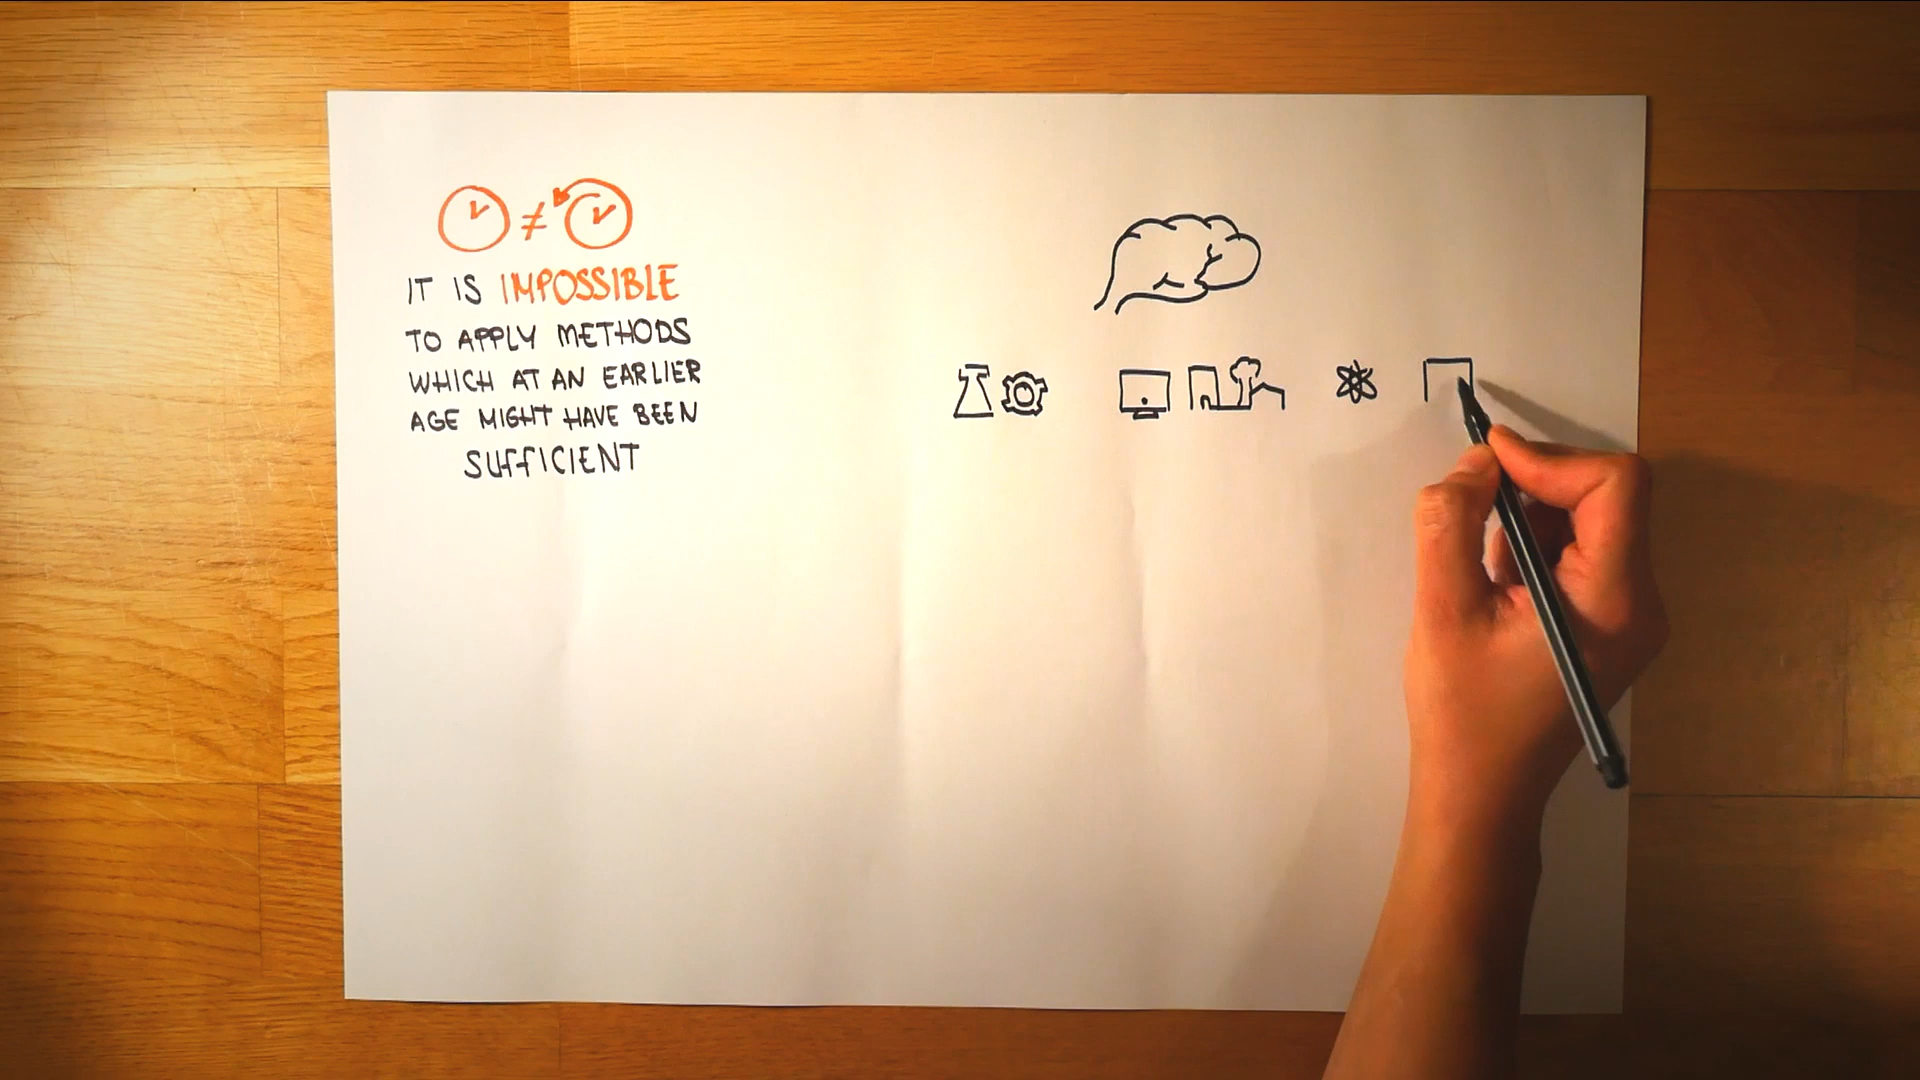 ≠
IT IS IMPOSSIBLE
TO APPLY METHODS
WHICH AT AN EARLIER
AGE MIGHT HAVE BEEN
SUFFICIENT